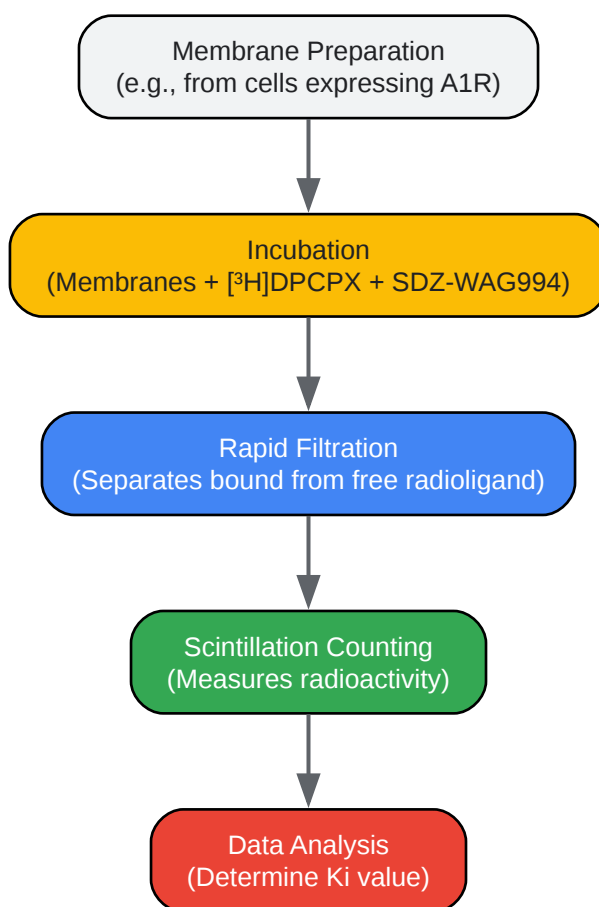 Membrane Preparation
(e.g., from cells expressing A1R)
Incubation
(Membranes + [³H]DPCPX + SDZ-WAG994)
Rapid Filtration
(Separates bound from free radioligand)
Scintillation Counting
(Measures radioactivity)
Data Analysis
(Determine Ki value)